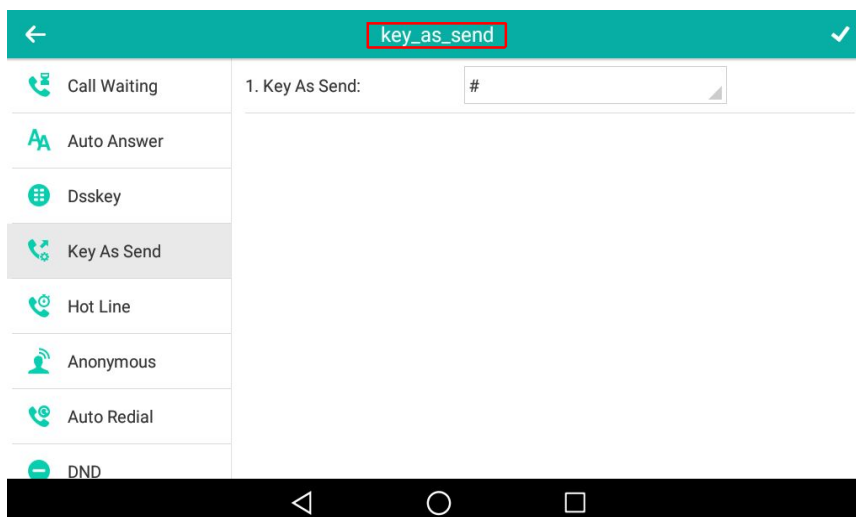 key_as_send
Call Waiting
1. Key As Send: #
Auto Answer
Dsskey
Key As Send
Hot Line
Anonymous
Auto Redial
DND